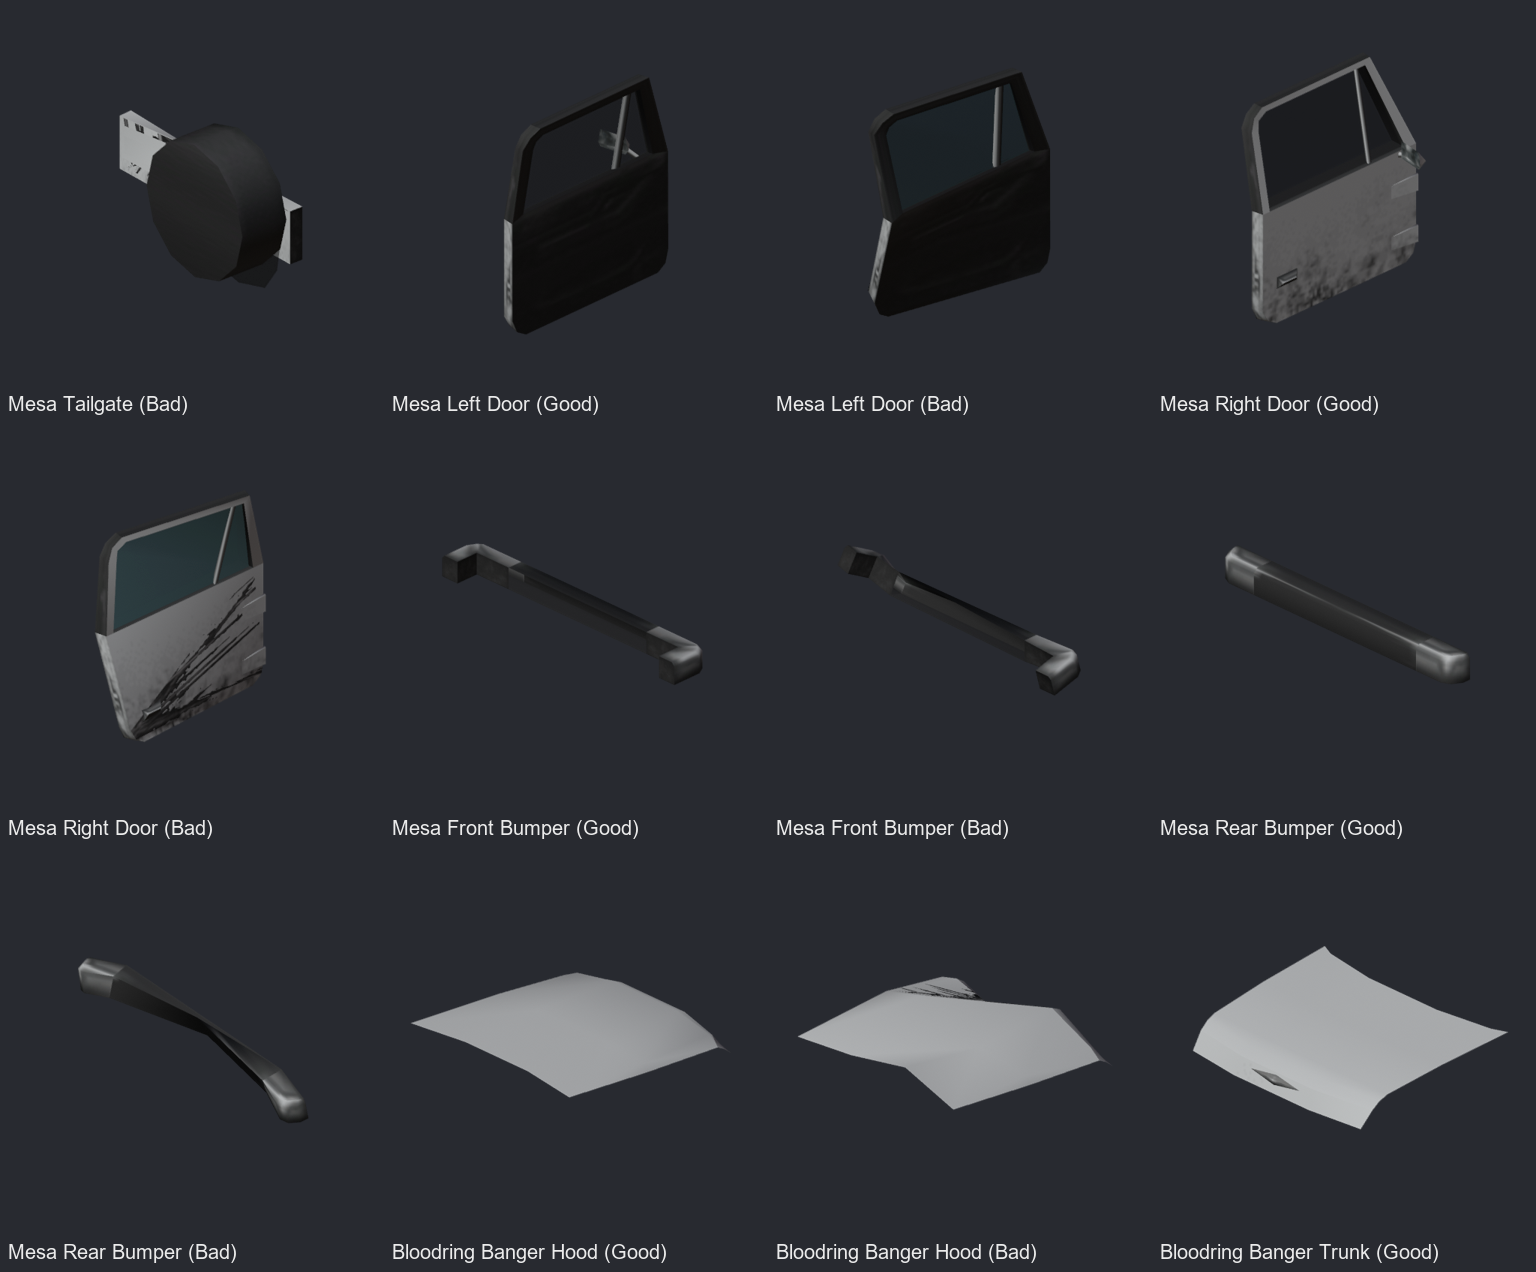 Mesa Tailgate (Bad)
Mesa Left Door (Good)
Mesa Left Door (Bad)
Mesa Right Door (Good)
Mesa Right Door (Bad)
Mesa Front Bumper (Good)
Mesa Front Bumper (Bad)
Mesa Rear Bumper (Good)
Mesa Rear Bumper (Bad)
Bloodring Banger Hood (Good)
Bloodring Banger Hood (Bad)
Bloodring Banger Trunk (Good)